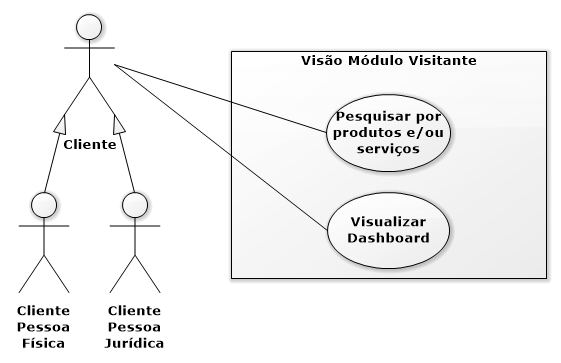 Visão Módulo Visitante
Pesquisar por
produtos e/ou
serviços
Cliente
Visualizar
Dashboard
Cliente
Pessoa
Física
Cliente
Pessoa
Jurídica